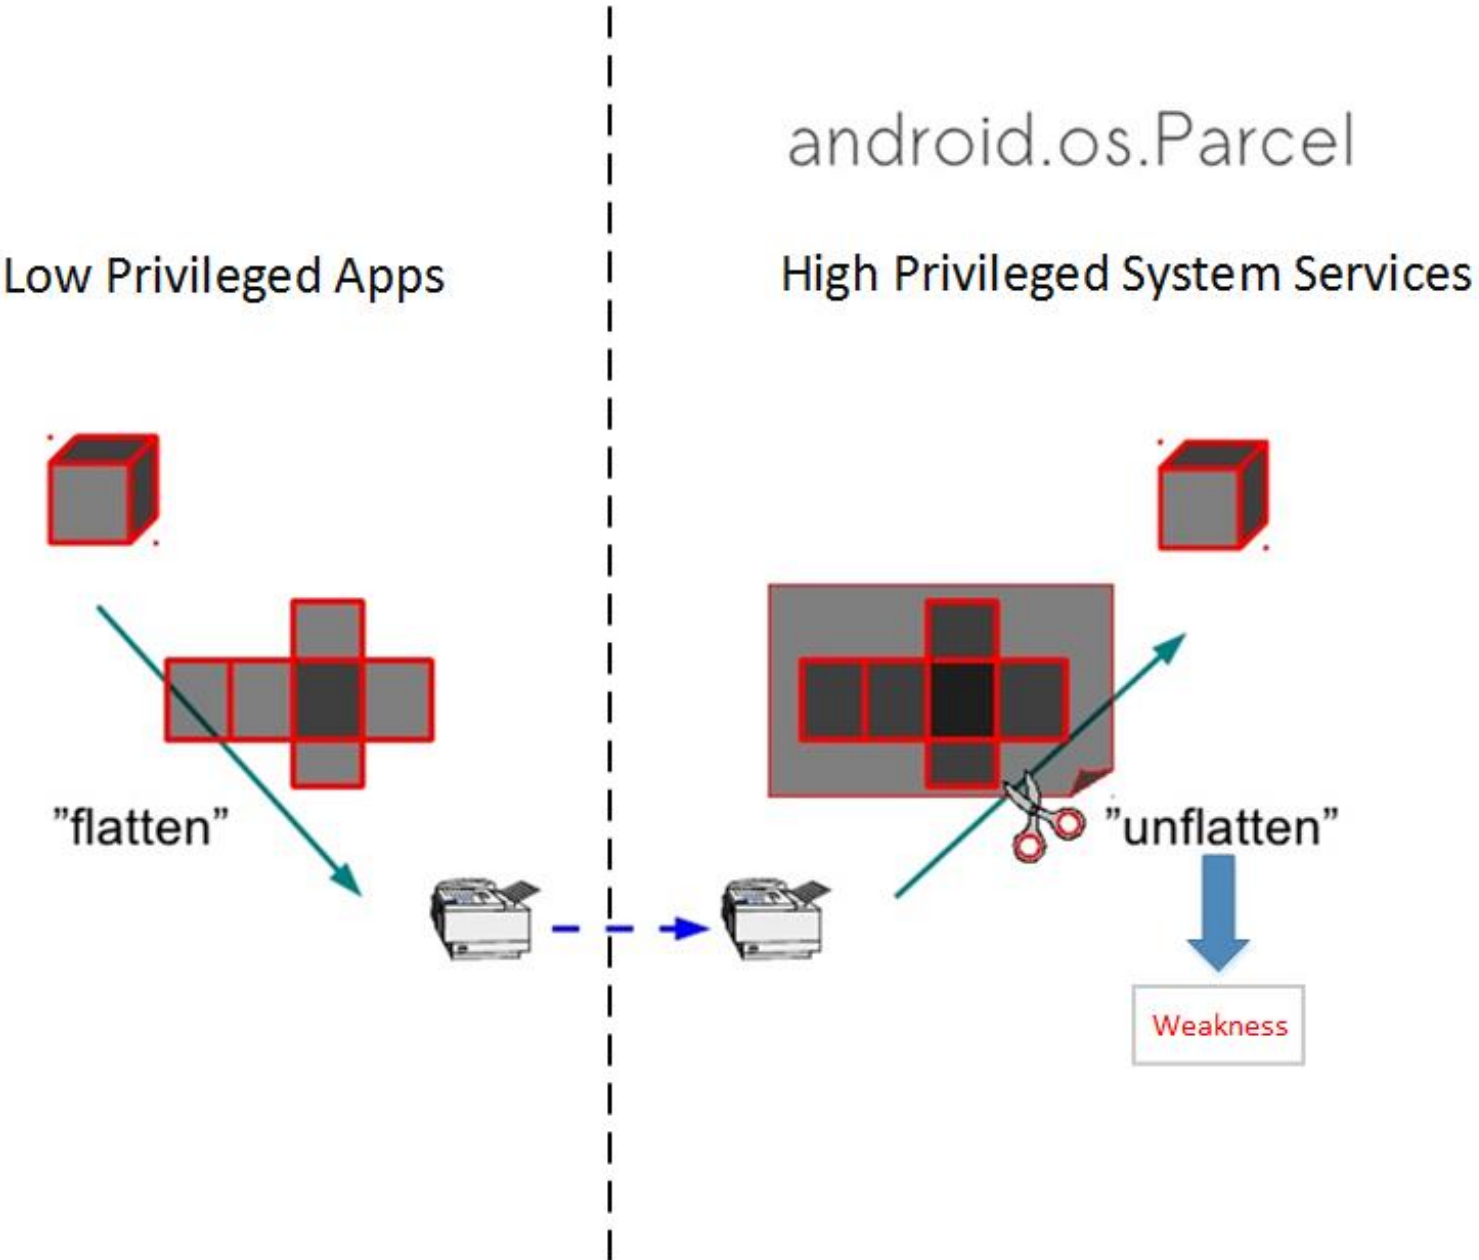 android.os.Parcel
Low Privileged Apps
High Privileged System Services
”flatten”
”unflatten”
Weakness